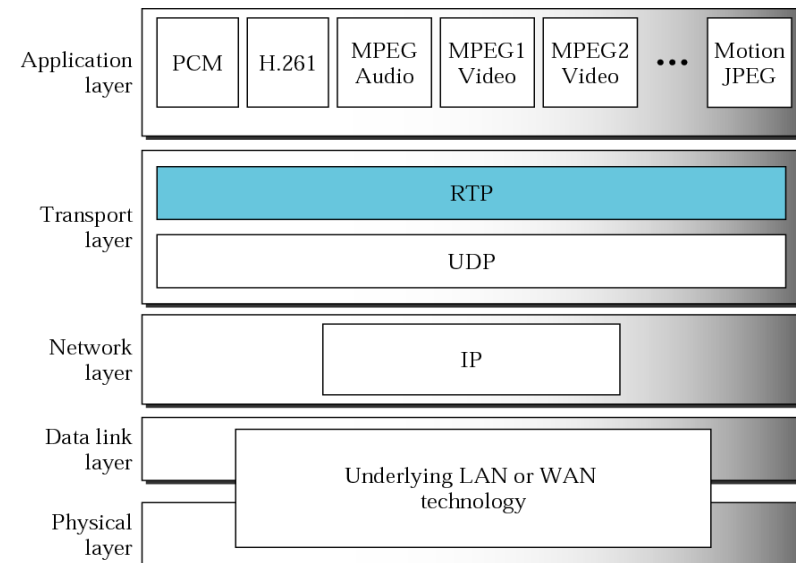 Application
layer
PCM
H.261
MPEG
Audio
MPEG1
Video
MPEG2
Video
•••
Motion
JPEG
Transport
layer
RTP
UDP
Network
layer
IP
Data link
layer
Underlying LAN or WAN
technology
Physical
layer